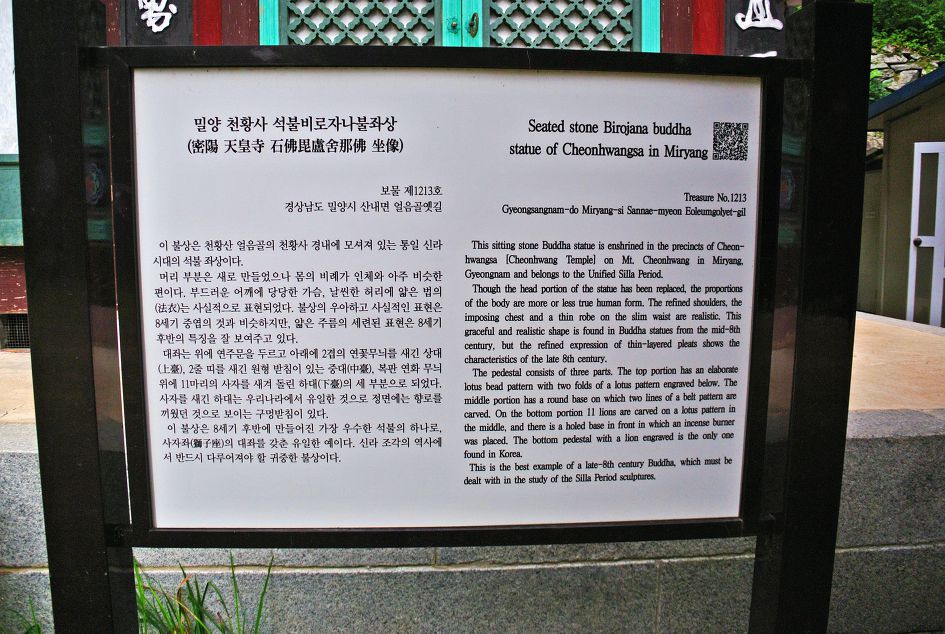 밀양 천황사 석불비로자나불좌상
(密陽 天皇寺 石佛毘盧舍那佛 坐像)
보물 제1213호
경상남도 밀양시 산내면 얼음골옛길
이 불상은 천황산 얼음골의 천황사 경내에 모셔져 있는 통일 신라
시대의 석불 좌상이다.
머리 부분은 새로 만들었으나 몸의 비례가 인체와 아주 비슷한
편이다. 부드러운 어깨에 당당한 가슴, 날씬한 허리에 얇은 법의
(法衣)는 사실적으로 표현되었다. 불상의 우아하고 사실적인 표현은
8세기 중엽의 것과 비슷하지만, 얇은 주름의 세련된 표현은 8세기
후반의 특징을 잘 보여주고 있다.
대좌는 위에 연주문을 두르고 아래에 2겹의 연꽃무늬를 새긴 상대
(上臺), 2중 띠를 새긴 원형 받침이 있는 중대(中臺), 복판 연화 무늬
위에 11마리의 사자를 새겨 돌린 하대(下臺)의 세 부분으로 되었다.
사자를 새긴 하대는 우리나라에서 유일한 것으로 정면에는 향로를
끼웠던 것으로 보이는 구멍받침이 있다.
이 불상은 8세기 후반에 만들어진 가장 우수한 석불의 하나로,
사자좌(獅子座)의 대좌를 갖춘 유일한 예이다. 신라 조각의 역사에
서 반드시 다루어져야 할 귀중한 불상이다.
Seated stone Birojana buddha
statue of Cheonhwangsa in Miryang
Treasure No.1213
Gyeongsangnam-do Miryang-si Sannae-myeon Eoleumgolyet-gil
This sitting stone Buddha statue is enshrined in the precincts of Cheon-
hwangsa [Cheonhwang Temple] on Mt. Cheonhwang in Miryang,
Gyeongnam and belongs to the Unified Silla Period.
Though the head portion of the statue has been replaced, the proportions
of the body are more or less true human form. The refined shoulders, the
imposing chest and a thin robe on the slim waist are realistic. This
graceful and realistic shape is found in Buddha statues from the mid-8th
century, but the refined expression of thin-layered pleats shows the
characteristics of the late 8th century.
The pedestal consists of three parts. The top portion has an elaborate
lotus bead pattern with two folds of a lotus pattern engraved below. The
middle portion has a round base on which two lines of a belt pattern are
carved. On the bottom portion 11 lions are carved on a lotus pattern in
the middle, and there is a holed base in front in which an incense burner
was placed. The bottom pedestal with a lion engraved is the only one
found in Korea.
This is the best example of a late-8th century Buddha, which must be
dealt with in the study of the Silla Period sculptures.